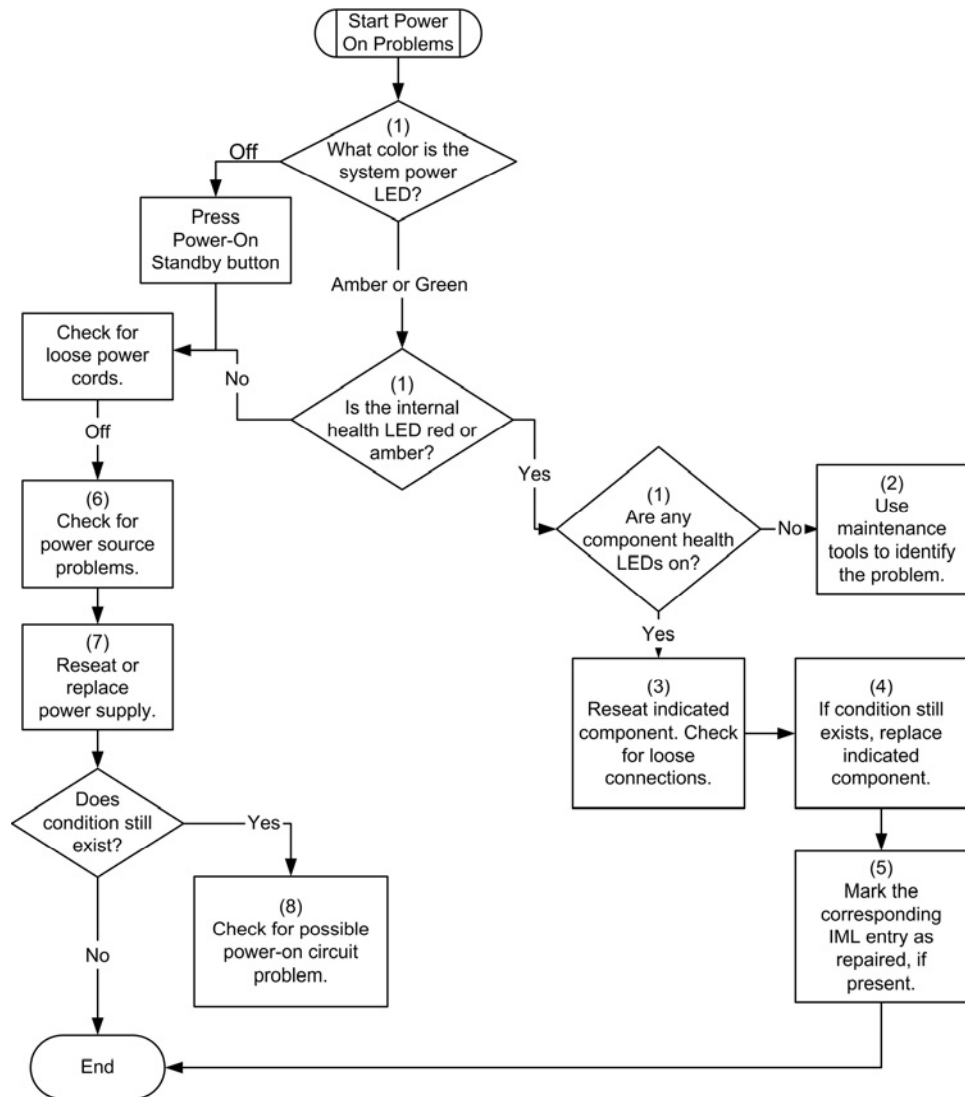 Start Power
On Problems
(1)
What color is the
system power
LED?
Off
Press
Power-On
Standby button
Amber or Green
Check for
loose power
cords.
No
(1)
Is the internal
health LED red or
amber?
Off
Yes
(1)
Are any
component health
LEDs on?
No
(2)
Use
maintenance
tools to identify
the problem.
(6)
Check for
power source
problems.
(7)
Reseat or
replace
power supply.
Yes
(3)
Reseat indicated
component. Check
for loose
connections.
(4)
If condition still
exists, replace
indicated
component.
Does
condition still
exist?
Yes
(8)
Check for possible
power-on circuit
problem.
(5)
Mark the
corresponding
IML entry as
repaired, if
present.
No
End